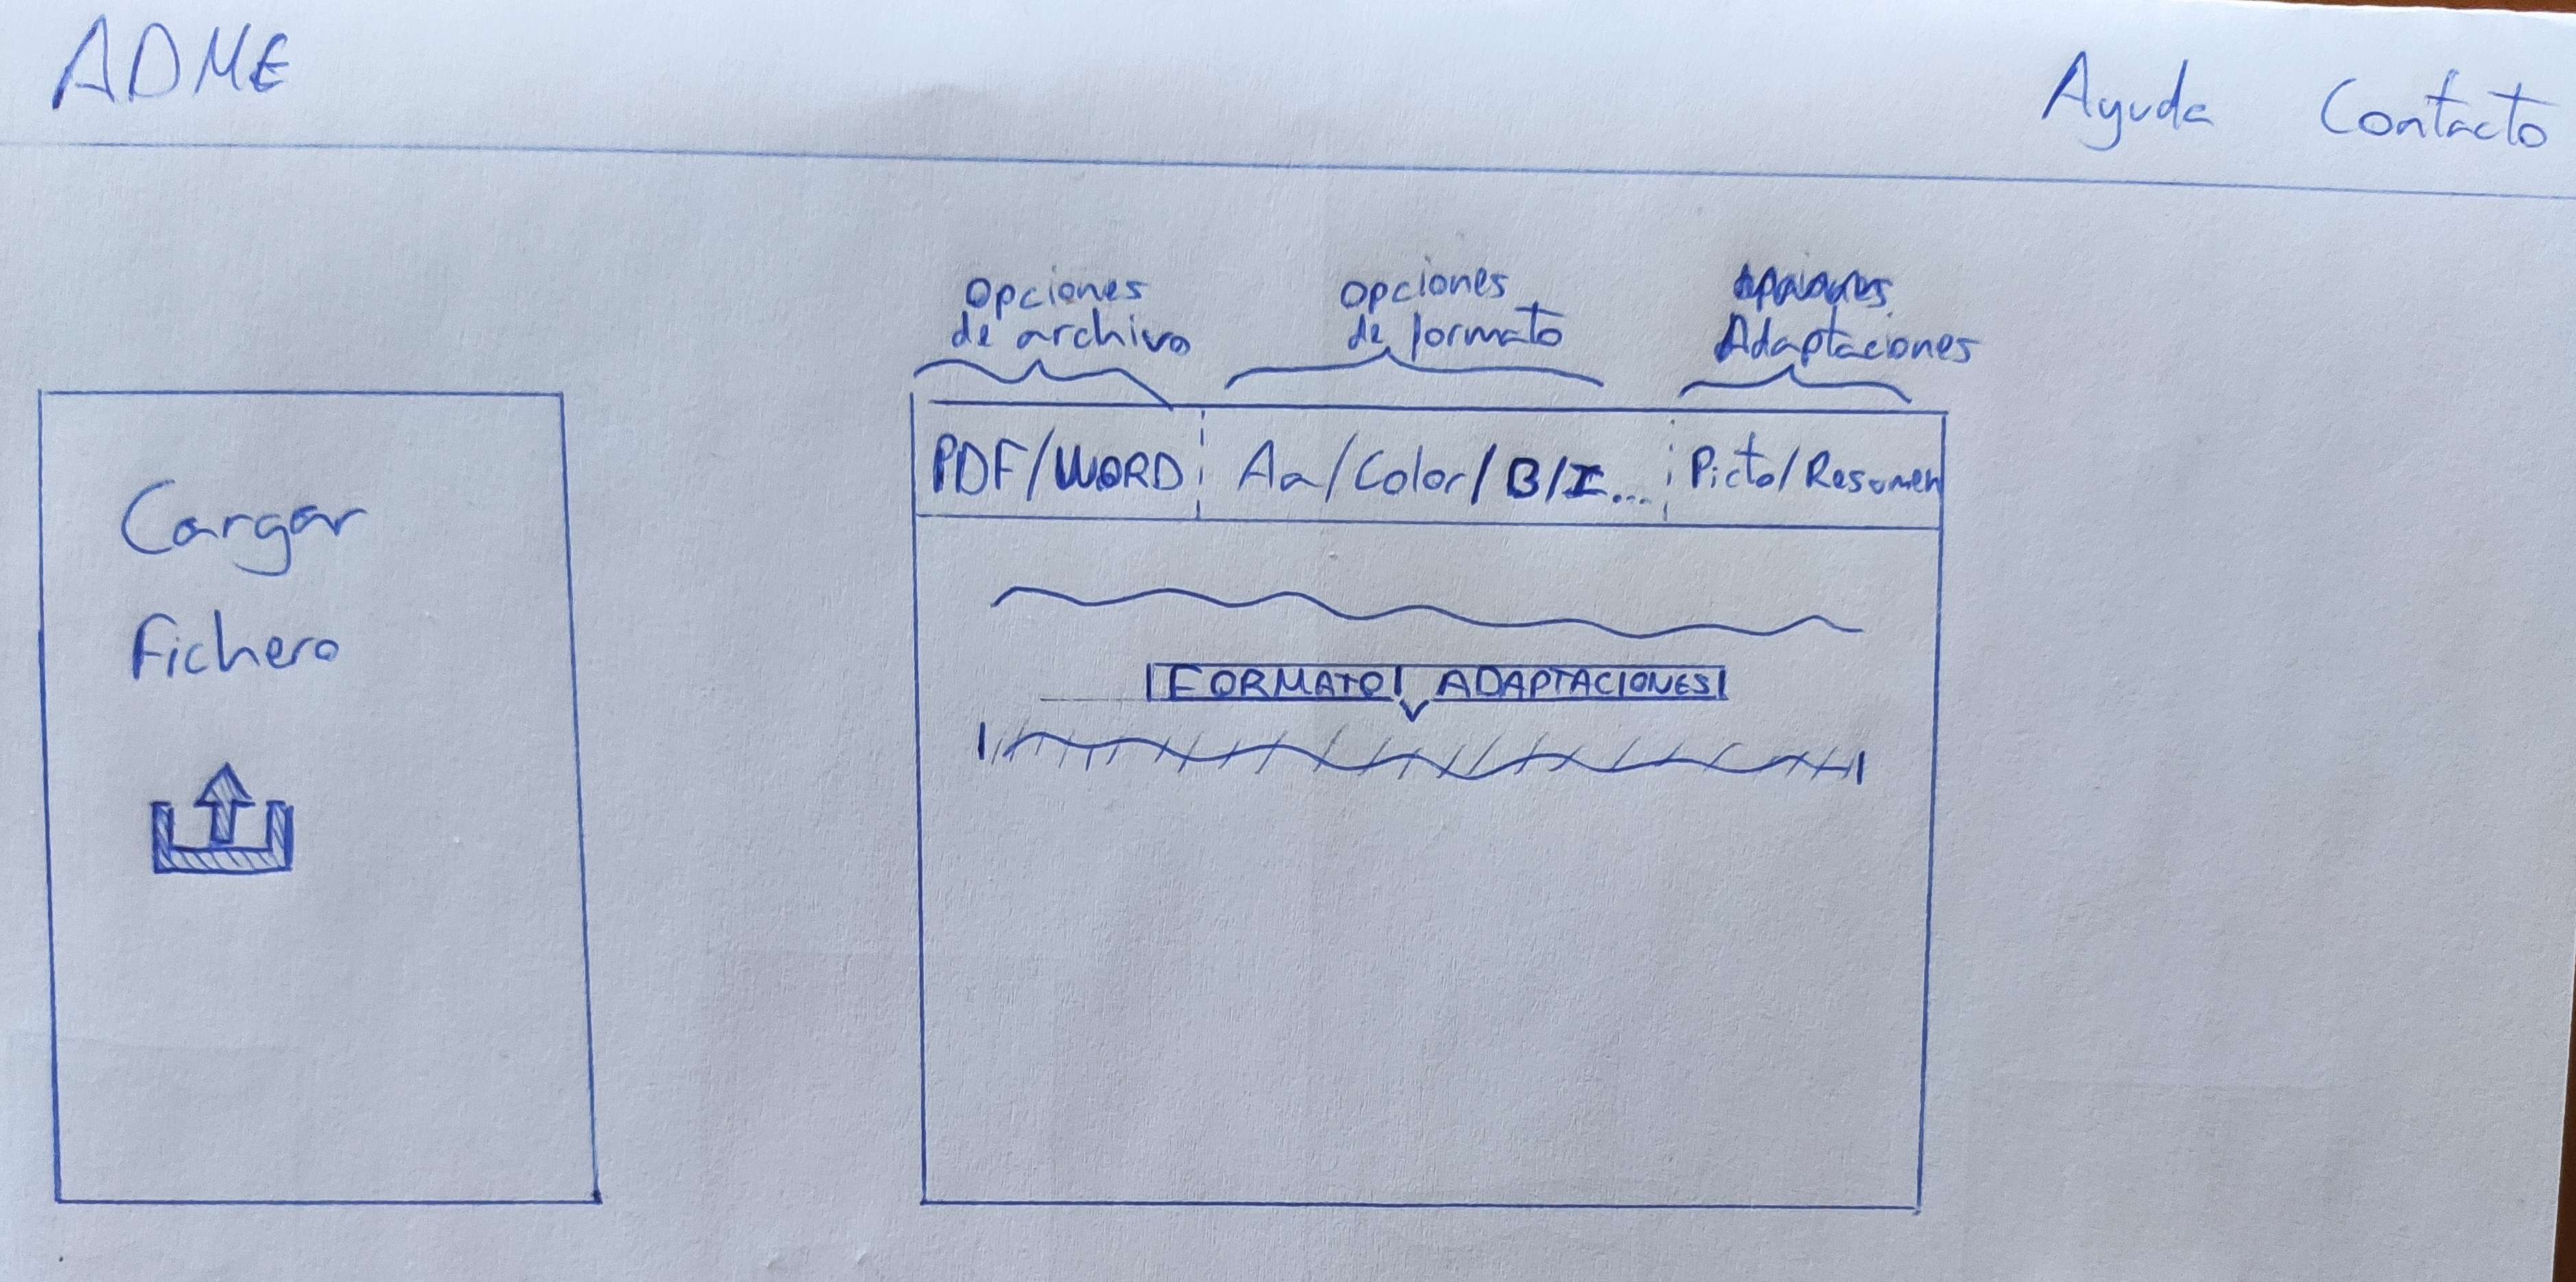 ADME
Ayuda Contacto
Opciones
de archivo
Opciones
de formato
Adaptaciones
Cargar
Fichero
PDF/WORD Aa/Color/B/I... Picto/Resumen
FORMATO ADAPTACIONES